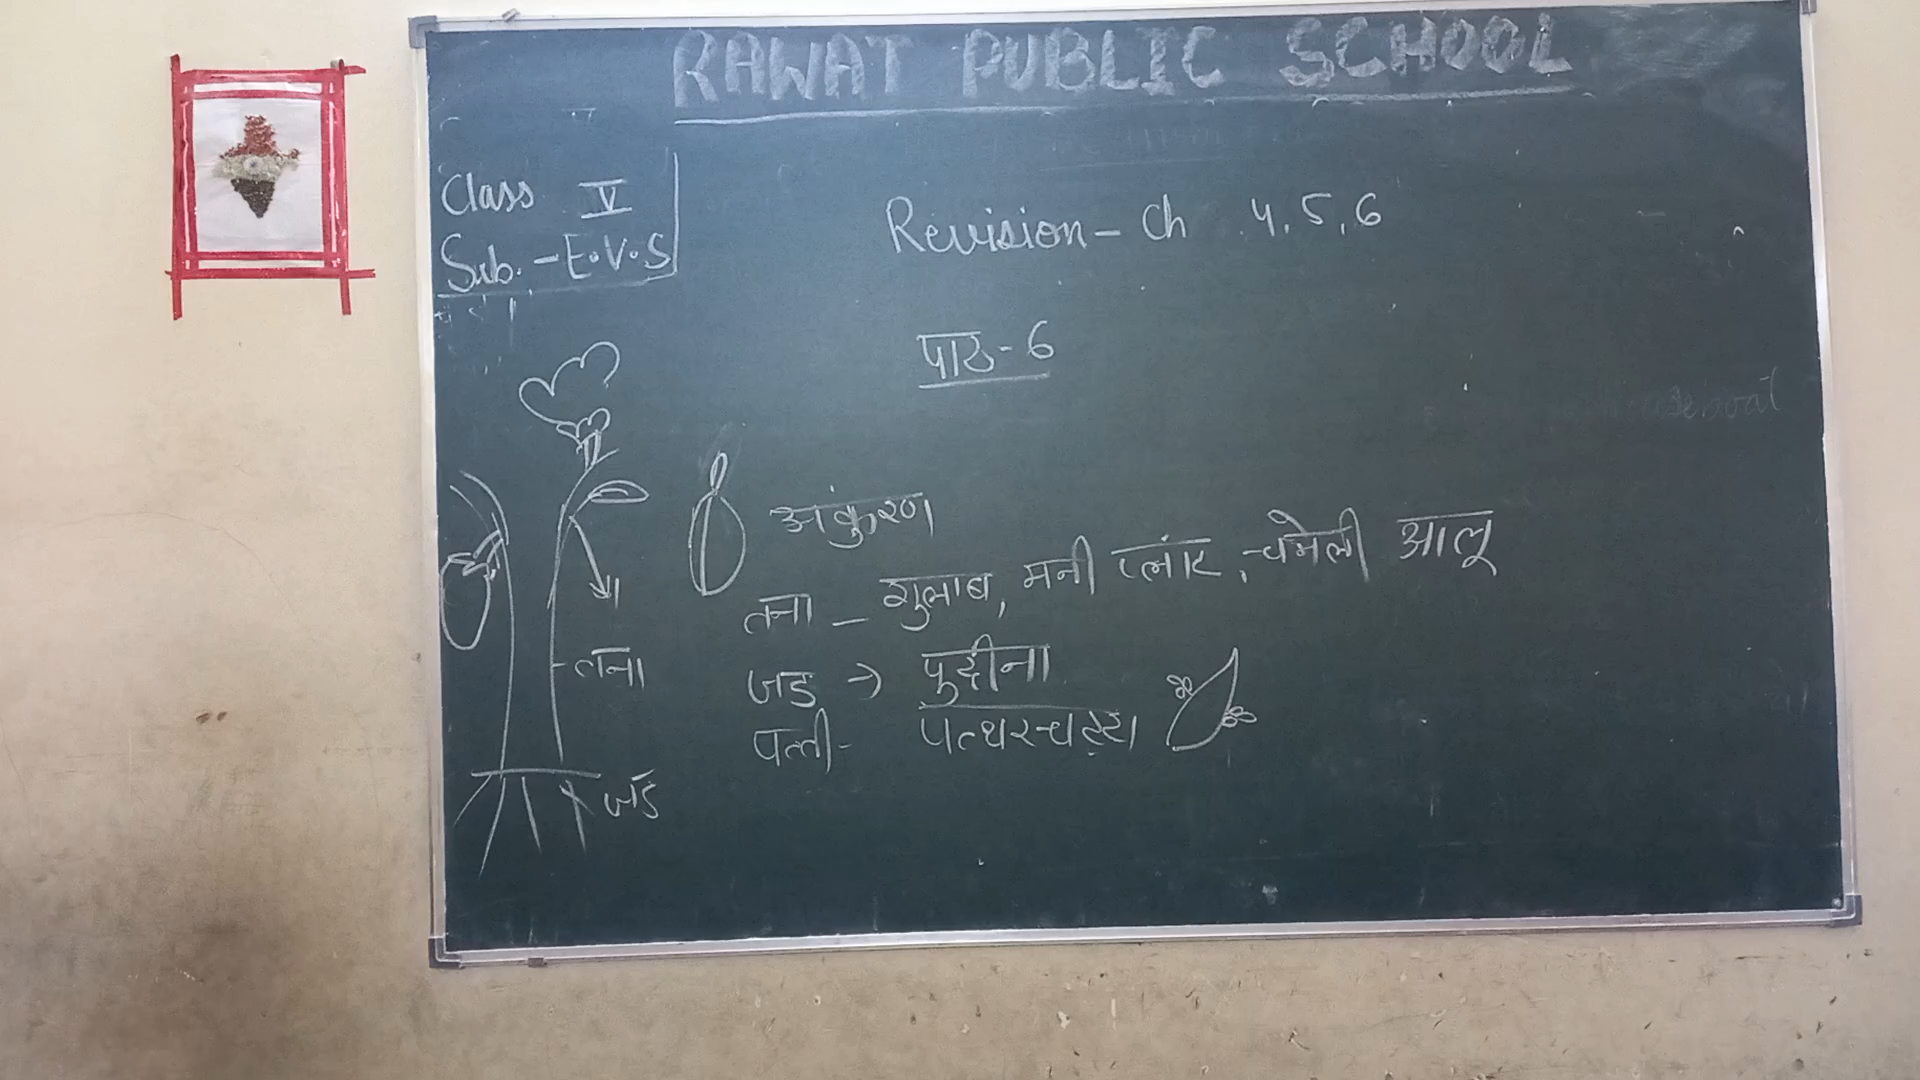 RAWAT PUBLIC SCHOOL
Class V
Sub. - E.V.S
Revision - Ch 4, 5, 6
पाठ - 6
अंकुरण
तना - गुलाब, मनी प्लांट, चमेली आलू
जड → पुदीना
पत्ती - पत्थरचट्टा
तना
जड